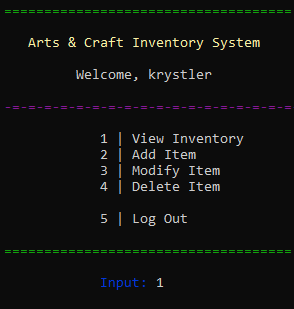 ====================================
Arts & Craft Inventory System
Welcome, krystler
-=-=-=-=-=-=-=-=-=-=-=-=-=-=-=-=-=-=
1 | View Inventory
2 | Add Item
3 | Modify Item
4 | Delete Item
5 | Log Out
====================================
Input: 1